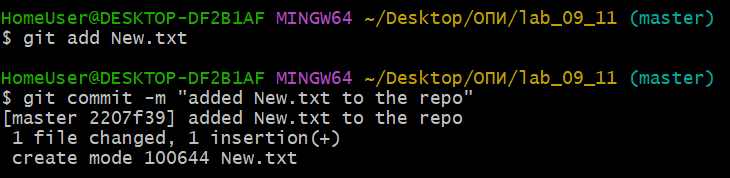 HomeUser@DESKTOP-DF2B1AF MINGW64 ~/Desktop/ОПИ/lab_09_11 (master)
$ git add New.txt
HomeUser@DESKTOP-DF2B1AF MINGW64 ~/Desktop/ОПИ/lab_09_11 (master)
$ git commit -m "added New.txt to the repo"
[master 2207f39] added New.txt to the repo
 1 file changed, 1 insertion(+)
 create mode 100644 New.txt